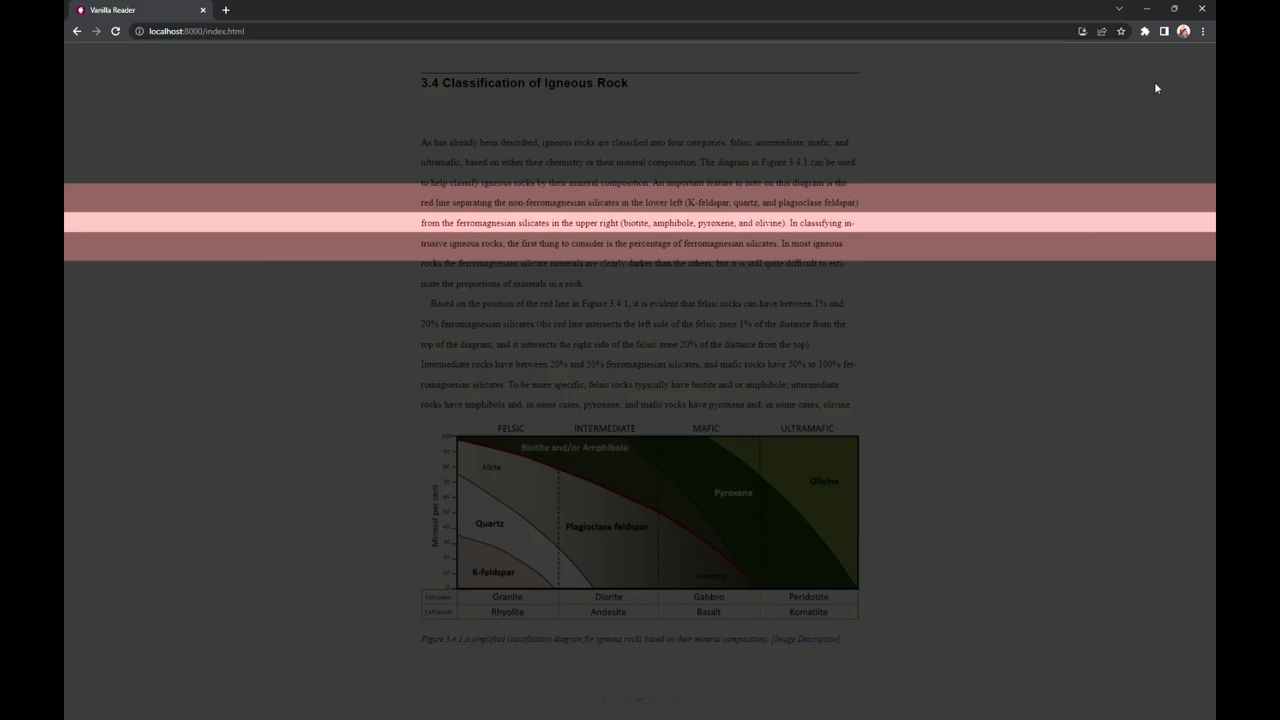 Vanilla Reader
localhost:8000/index.html
3.4 Classification of Igneous Rock
As has already been described, igneous rocks are classified into four categories: felsic, intermediate, mafic, and
ultramafic, based on either their chemistry or their mineral composition. The diagram in Figure 3.4.1 can be used
to help classify igneous rocks by their mineral composition. An important feature to note on this diagram is the
red line separating the non-ferromagnesian silicates in the lower left (K-feldspar, quartz, and plagioclase feldspar)
from the ferromagnesian silicates in the upper right (biotite, amphibole, pyroxene, and olivine). In classifying in-
trusive igneous rocks, the first thing to consider is the percentage of ferromagnesian silicates. In most igneous
rocks the ferromagnesian silicate minerals are clearly darker than the others, but it is still quite difficult to esti-
mate the proportions of minerals in a rock.
Based on the position of the red line in Figure 3.4.1, it is evident that felsic rocks can have between 1% and
20% ferromagnesian silicates (the red line intersects the left side of the felsic zone 1% of the distance from the
top of the diagram, and it intersects the right side of the felsic zone 20% of the distance from the top).
Intermediate rocks have between 20% and 50% ferromagnesian silicates, and mafic rocks have 50% to 100% fer-
romagnesian silicates. To be more specific, felsic rocks typically have biotite and/or amphibole; intermediate
rocks have amphibole and, in some cases, pyroxene; and mafic rocks have pyroxene and, in some cases, olivine
FELSIC INTERMEDIATE MAFIC ULTRAMAFIC
Biotite and/or Amphibole
Albite
Olivine
Pyroxene
Quartz
Plagioclase feldspar
K-feldspar
Mineral per cent
Intrusive Granite Diorite Gabbro Peridotite
Extrusive Rhyolite Andesite Basalt Komatiite
Figure 3.4.1 A simplified classification diagram for igneous rocks based on their mineral compositions. [Image Description]